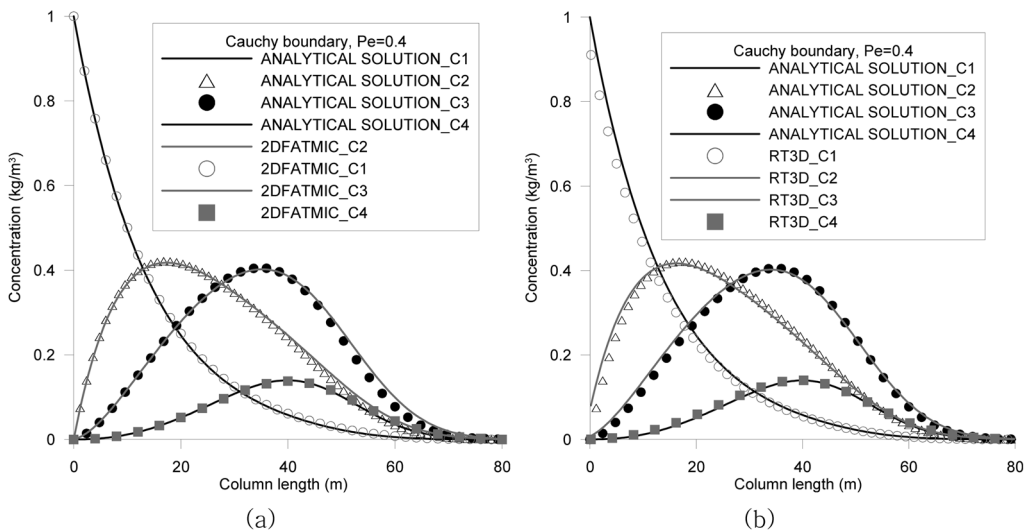 Cauchy boundary, Pe=0.4
ANALYTICAL SOLUTION_C1
ANALYTICAL SOLUTION_C2
ANALYTICAL SOLUTION_C3
ANALYTICAL SOLUTION_C4
2DFATMIC_C2
2DFATMIC_C1
2DFATMIC_C3
2DFATMIC_C4
Concentration (kg/m³)
1
0.8
0.6
0.4
0.2
0
0 20 40 60 80
Column length (m)
(a)
Cauchy boundary, Pe=0.4
ANALYTICAL SOLUTION_C1
ANALYTICAL SOLUTION_C2
ANALYTICAL SOLUTION_C3
ANALYTICAL SOLUTION_C4
RT3D_C1
RT3D_C2
RT3D_C3
RT3D_C4
Concentration (kg/m³)
1
0.8
0.6
0.4
0.2
0
0 20 40 60 80
Column length (m)
(b)